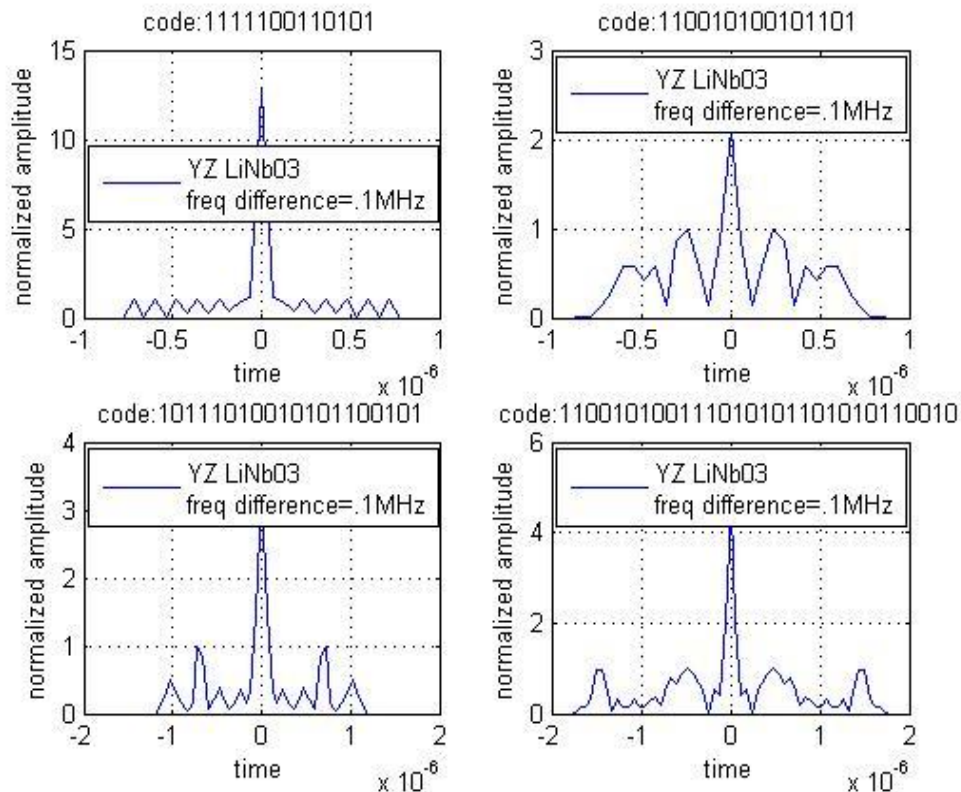 code:1111100110101
15
10
5
0
-1
-0.5
0
0.5
1
x 10^-6
time
normalized amplitude
YZ LiNb03
freq difference=.1MHz
code:110010100101101
3
2
1
0
-1
-0.5
0
0.5
1
x 10^-6
time
normalized amplitude
YZ LiNb03
freq difference=.1MHz
code:10111010010101100101
4
3
2
1
0
-2
-1
0
1
2
x 10^-6
time
normalized amplitude
YZ LiNb03
freq difference=.1MHz
code:110010100111010101101010110010
6
4
2
0
-2
-1
0
1
2
x 10^-6
time
normalized amplitude
YZ LiNb03
freq difference=.1MHz